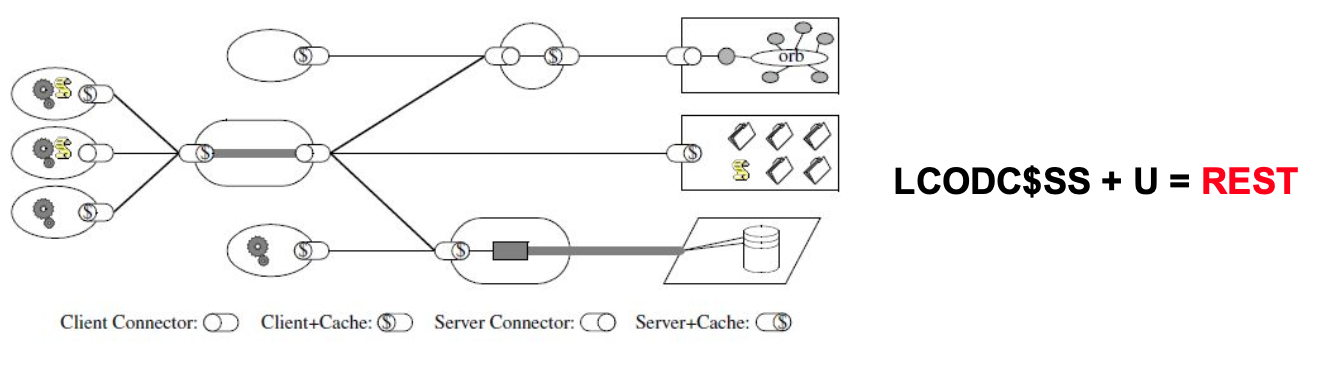 $
$
orb
$
$
$
$
$
$
$
LCODC$SS + U = REST
Client Connector:
Client+Cache: $
Server Connector:
Server+Cache: $